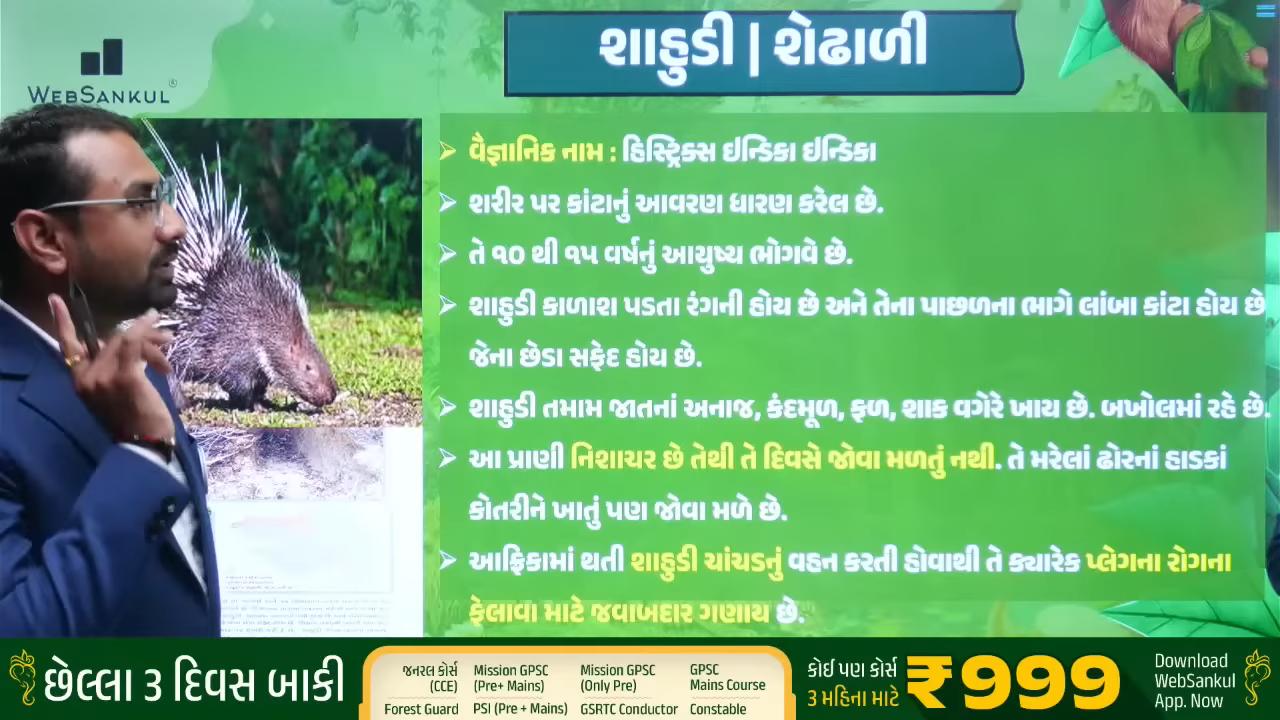 શાહુડી | શેઢાળી
WEBSANKUL®
➢ વૈજ્ઞાનિક નામ : હિસ્ટ્રિક્સ ઇન્ડિકા ઇન્ડિકા
➢ શરીર પર કાંટાનું આવરણ ધારણ કરેલ છે.
➢ તે ૧૦ થી ૧૫ વર્ષનું આયુષ્ય ભોગવે છે.
➢ શાહુડી કાળાશ પડતા રંગની હોય છે અને તેના પાછળના ભાગે લાંબા કાંટા હોય છે
જેના છેડા સફેદ હોય છે.
➢ શાહુડી તમામ જાતનાં અનાજ, કંદમૂળ, ફળ, શાક વગેરે ખાય છે. બખોલમાં રહે છે.
➢ આ પ્રાણી નિશાચર છે તેથી તે દિવસે જોવા મળતું નથી. તે મરેલાં ઢોરનાં હાડકાં
કોતરીને ખાતું પણ જોવા મળે છે.
➢ આફ્રિકામાં થતી શાહુડી ચાંચડનું વહન કરતી હોવાથી તે ક્યારેક પ્લેગના રોગના
ફેલાવા માટે જવાબદાર ગણાય છે.
છેલ્લા ૩ દિવસ બાકી
જનરલ કોર્સ (CCE)
Mission GPSC (Pre+ Mains)
Mission GPSC (Only Pre)
GPSC Mains Course
Forest Guard
PSI (Pre + Mains)
GSRTC Conductor
Constable
કોઈ પણ કોર્સ
૩ મહિના માટે
₹999
Download
WebSankul
App. Now